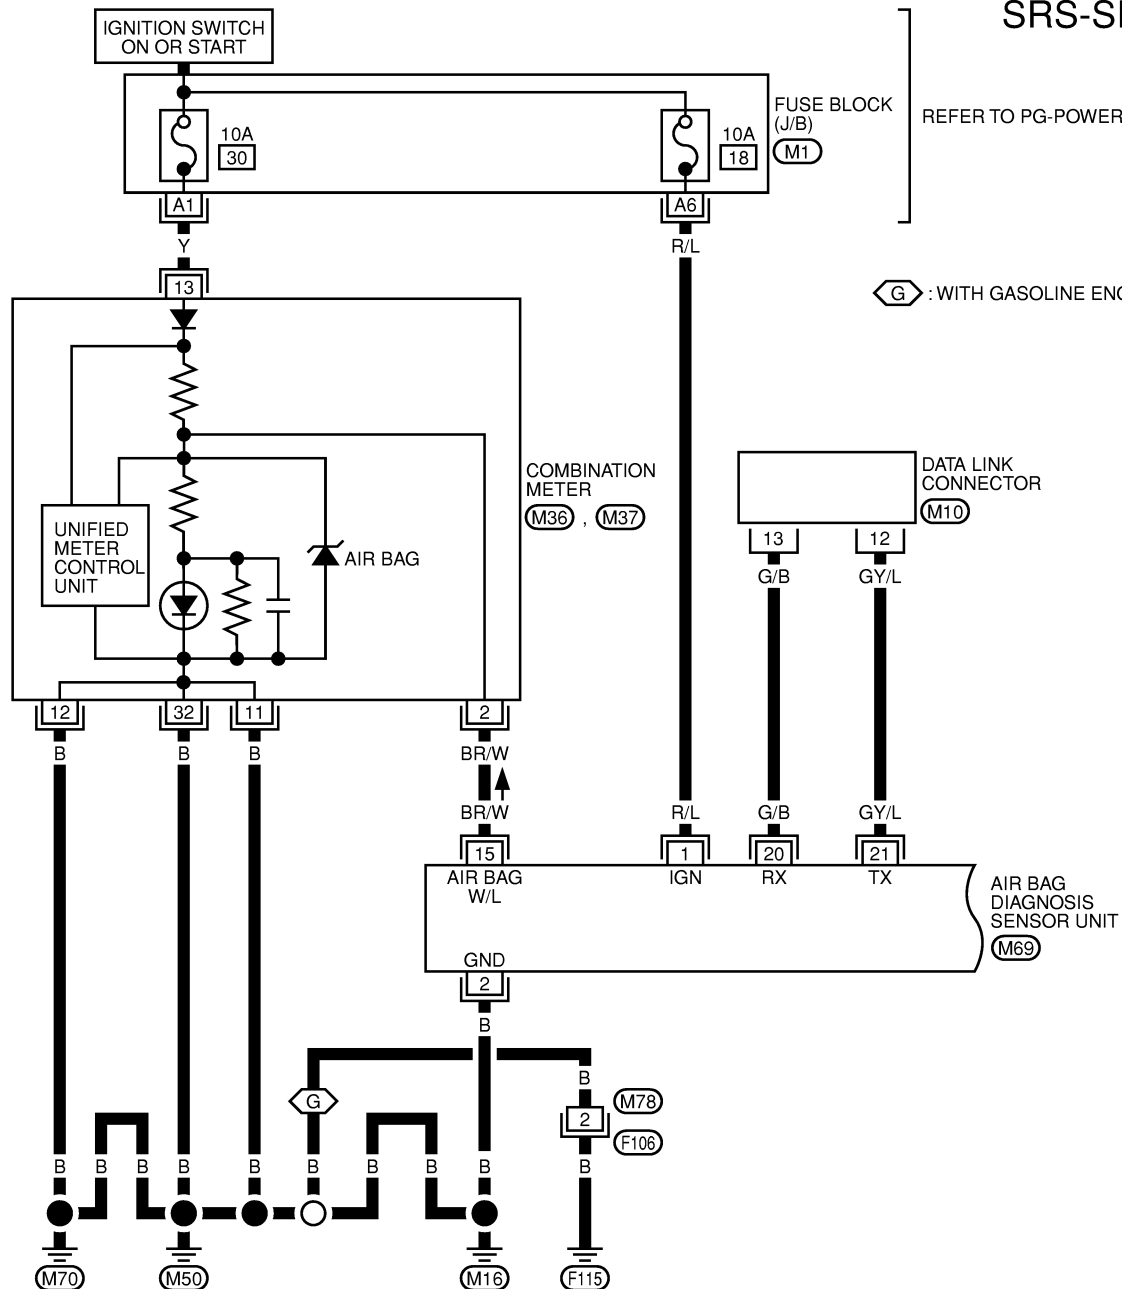 SRS-S
IGNITION SWITCH
ON OR START
FUSE BLOCK
(J/B)
M1
REFER TO PG-POWER
10A
30
10A
18
A1
A6
Y
R/L
13
G : WITH GASOLINE EN
COMBINATION
METER
M36 , M37
DATA LINK
CONNECTOR
M10
UNIFIED
METER
CONTROL
UNIT
AIR BAG
13
12
G/B
GY/L
12
32
11
2
B
B
B
BR/W
BR/W
R/L
G/B
GY/L
15
1
20
21
AIR BAG
W/L
IGN
RX
TX
AIR BAG
DIAGNOSIS
SENSOR UNIT
M69
GND
2
B
B
G
M78
2
F106
B
B
B
B
B
B
B
B
B
M70
M50
M16
F115